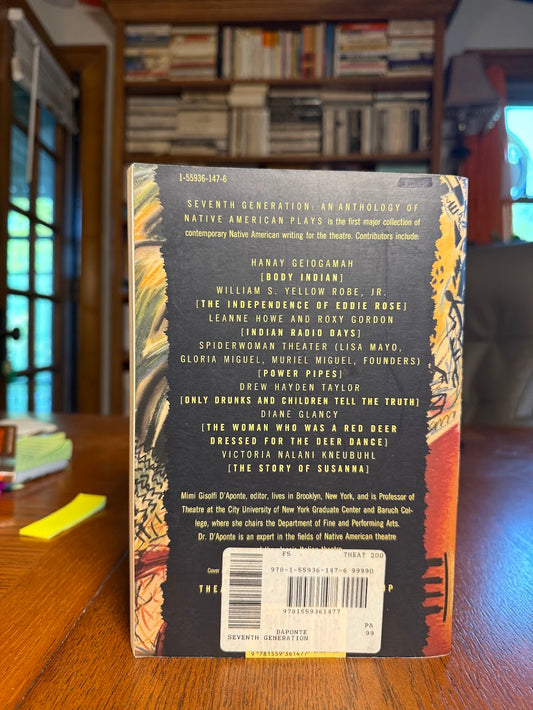 1-55936-147-6
SEVENTH GENERATION: AN ANTHOLOGY OF
NATIVE AMERICAN PLAYS is the first major collection of
contemporary Native American writing for the theatre. Contributors include:
HANAY GEIOGAMAH
[BODY INDIAN]
WILLIAM S. YELLOW ROBE, JR.
[THE INDEPENDENCE OF EDDIE ROSE]
LEANNE HOWE AND ROXY GORDON
[INDIAN RADIO DAYS]
SPIDERWOMAN THEATER (LISA MAYO,
GLORIA MIGUEL, MURIEL MIGUEL, FOUNDERS)
[POWER PIPES]
DREW HAYDEN TAYLOR
[ONLY DRUNKS AND CHILDREN TELL THE TRUTH]
DIANE GLANCY
[THE WOMAN WHO WAS A RED DEER
DRESSED FOR THE DEER DANCE]
VICTORIA NALANI KNEUBUHL
[THE STORY OF SUSANNA]
Mimi Gisolfi D'Aponte, editor, lives in Brooklyn, New York, and is Professor of
Theatre at the City University of New York Graduate Center and Baruch Col-
lege, where she chairs the Department of Fine and Performing Arts.
Dr. D'Aponte is an expert in the fields of Native American theatre
Cover
F5 THEAT 200
978-1-55936-147-6 99990
9781559361477
DAPONTE
SEVENTH GENERATION
PA
99
9 781559 361477